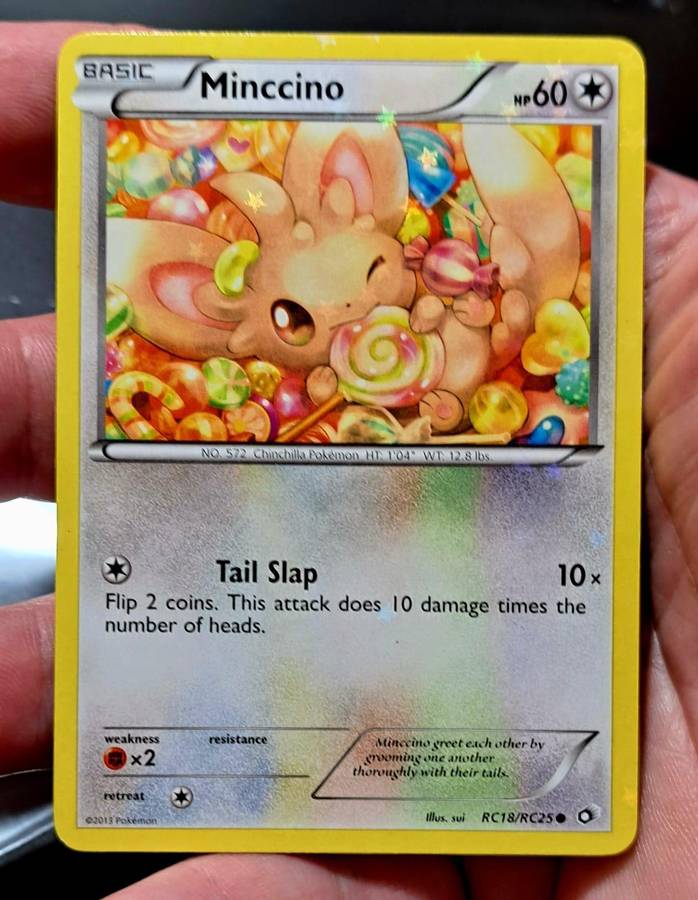 BASIC
Minccino
HP60
NO. 572 Chinchilla Pokémon HT: 1'04" WT: 12.8 lbs.
Tail Slap 10×
Flip 2 coins. This attack does 10 damage times the
number of heads.
weakness resistance
×2
Minccino greet each other by
grooming one another
thoroughly with their tails.
retreat
©2013 Pokémon
Illus. sui RC18/RC25